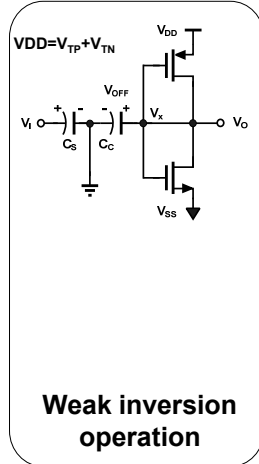 VDD=VTP+VTN
VDD
VOFF
+ - - +
VI Vx VO
CS CC
VSS
Weak inversion
operation